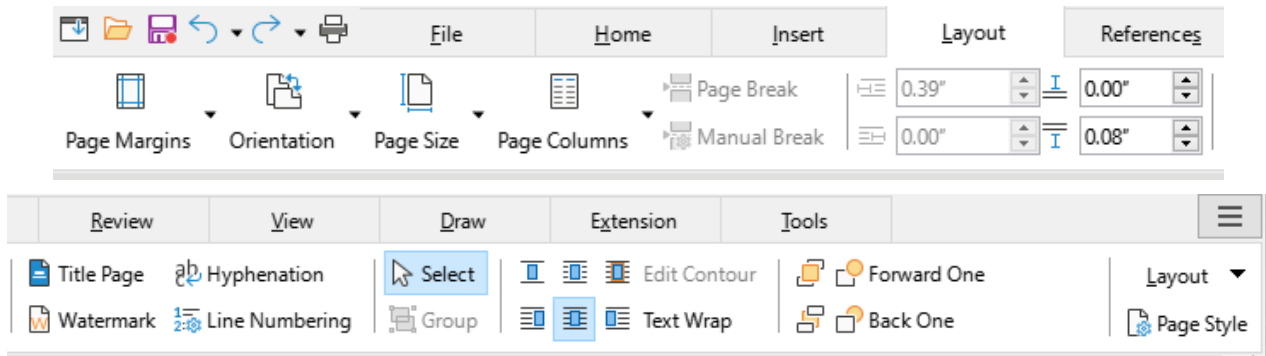 File Home Insert Layout References
Page Break 0.39" 0.00"
Page Margins Orientation Page Size Page Columns Manual Break 0.00" 0.08"
Review View Draw Extension Tools
Title Page Hyphenation Select Edit Contour Forward One Layout
Watermark Line Numbering Group Text Wrap Back One Page Style